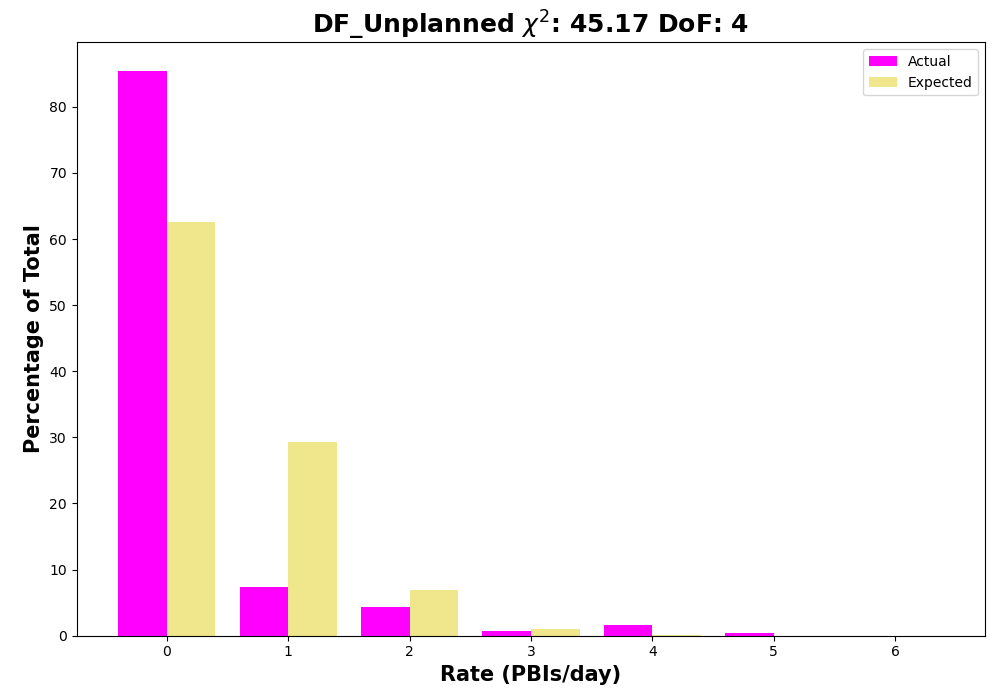 DF_Unplanned χ²: 45.17 DoF: 4
Actual
Expected
Percentage of Total
80
70
60
50
40
30
20
10
0
0 1 2 3 4 5 6
Rate (PBIs/day)